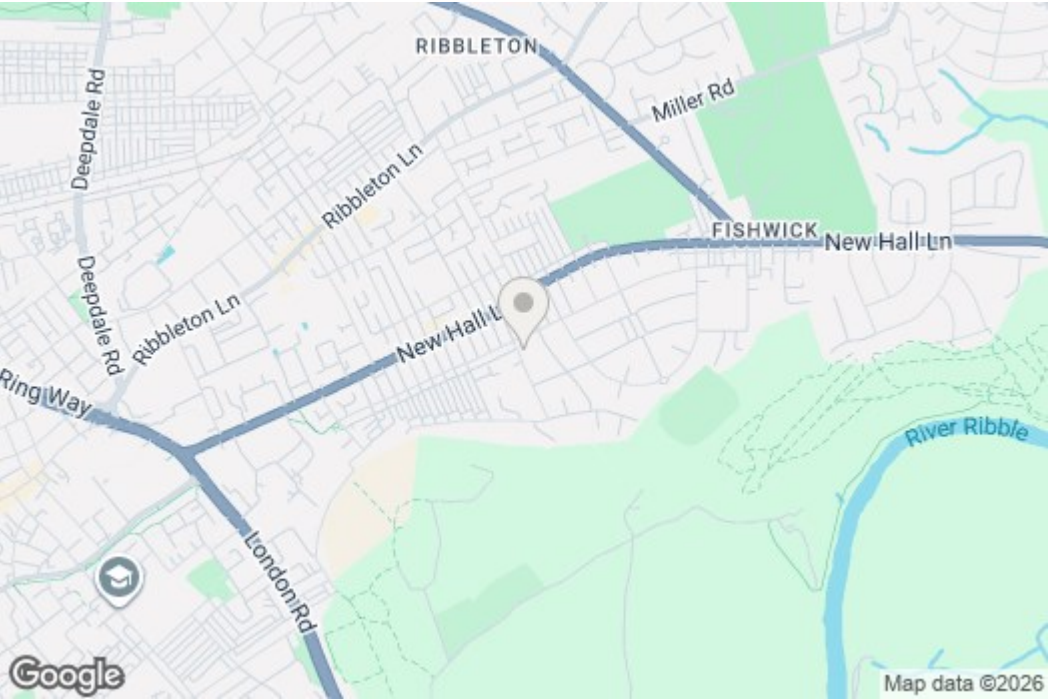 RIBBLETON
Deepdale Rd
Miller Rd
Ribbleton Ln
FISHWICK
New Hall Ln
Deepdale Rd
Ribbleton Ln
New Hall L
Ring Way
River Ribble
London Rd
Google
Map data ©2026